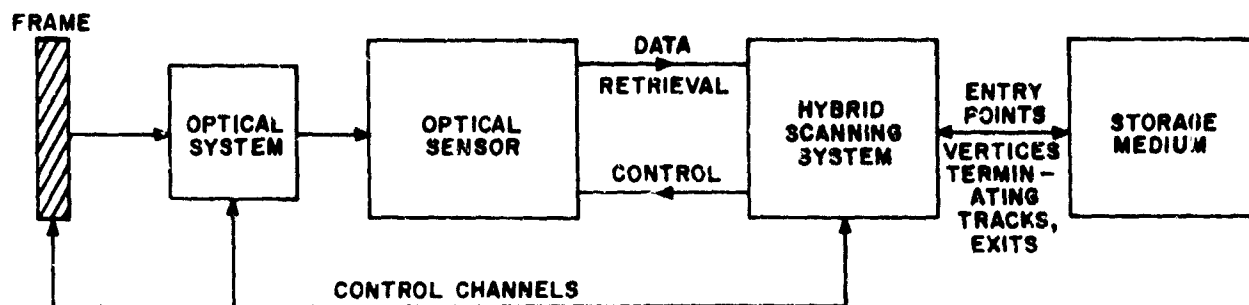 FRAME
OPTICAL
SYSTEM
OPTICAL
SENSOR
DATA
RETRIEVAL
CONTROL
HYBRID
SCANNING
SYSTEM
ENTRY
POINTS
VERTICES
TERMIN-
ATING
TRACKS,
EXITS
STORAGE
MEDIUM
CONTROL CHANNELS